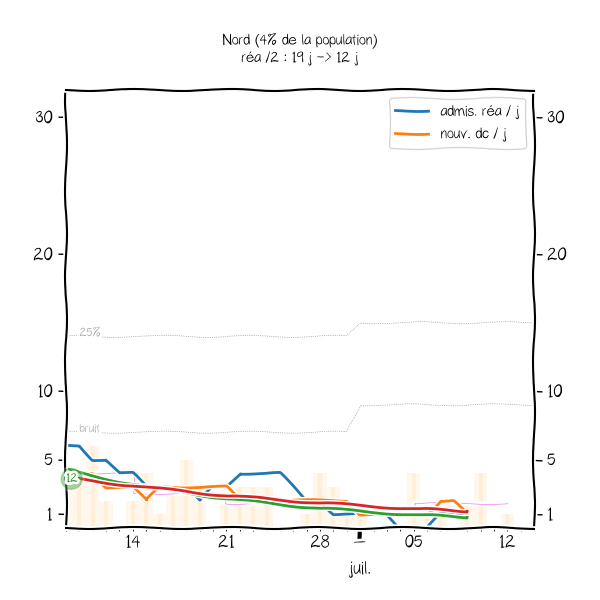 Nord (4% de la population)
réa /2 : 19 j -> 12 j
admis. réa / j
nouv. dc / j
30 30
20 20
25%
10 10
bruit
5 5
12
1 1
14 21 28 1 05 12
juil.